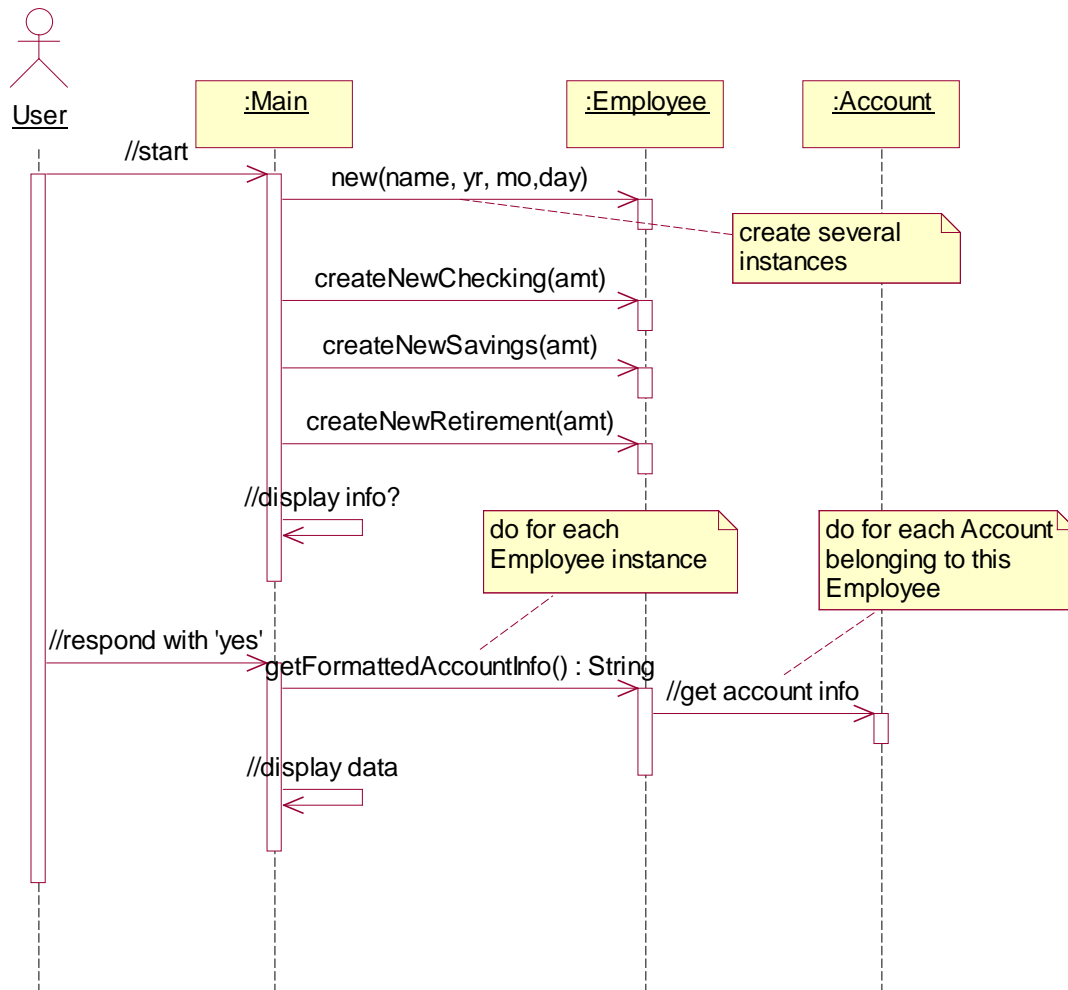 User
:Main
:Employee
:Account
//start
new(name, yr, mo,day)
create several
instances
createNewChecking(amt)
createNewSavings(amt)
createNewRetirement(amt)
//display info?
do for each
Employee instance
do for each Account
belonging to this
Employee
//respond with 'yes'
getFormattedAccountInfo() : String
//get account info
//display data